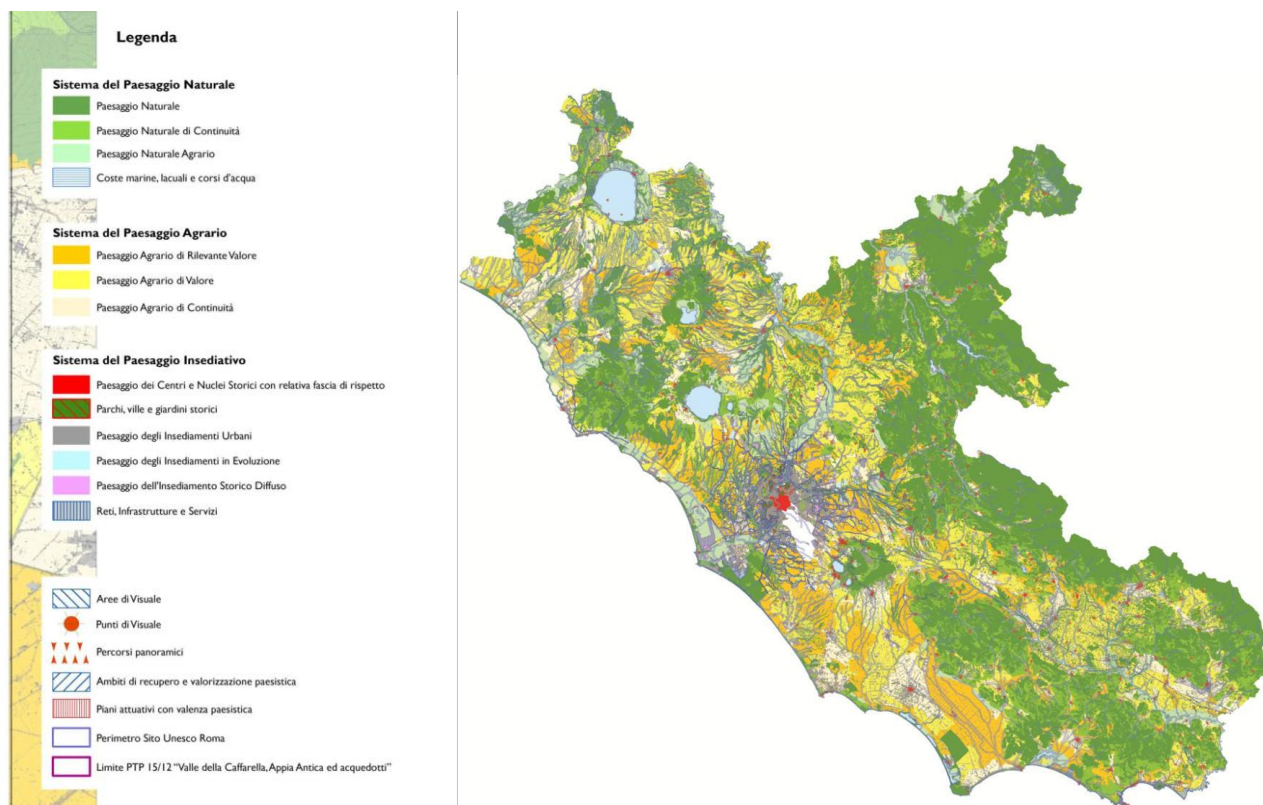 Legenda
Sistema del Paesaggio Naturale
Paesaggio Naturale
Paesaggio Naturale di Continuità
Paesaggio Naturale Agrario
Coste marine, lacuali e corsi d'acqua
Sistema del Paesaggio Agrario
Paesaggio Agrario di Rilevante Valore
Paesaggio Agrario di Valore
Paesaggio Agrario di Continuità
Sistema del Paesaggio Insediativo
Paesaggio dei Centri e Nuclei Storici con relativa fascia di rispetto
Parchi, ville e giardini storici
Paesaggio degli Insediamenti Urbani
Paesaggio degli Insediamenti in Evoluzione
Paesaggio dell'Insediamento Storico Diffuso
Reti, Infrastrutture e Servizi
Aree di Visuale
Punti di Visuale
Percorsi panoramici
Ambiti di recupero e valorizzazione paesistica
Piani attuativi con valenza paesistica
Perimetro Sito Unesco Roma
Limite PTP 15/12 "Valle della Caffarella, Appia Antica ed acquedotti"